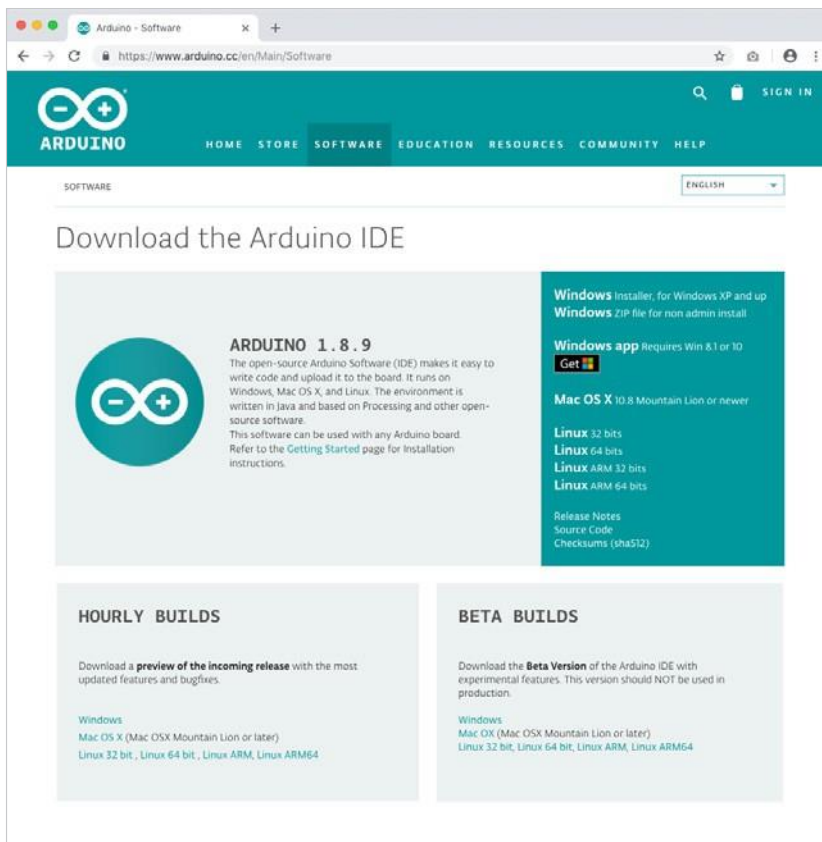 Arduino - Software
https://www.arduino.cc/en/Main/Software
SIGN IN
ARDUINO
HOME STORE SOFTWARE EDUCATION RESOURCES COMMUNITY HELP
SOFTWARE
ENGLISH
Download the Arduino IDE
ARDUINO 1.8.9
The open-source Arduino Software (IDE) makes it easy to
write code and upload it to the board. It runs on
Windows, Mac OS X, and Linux. The environment is
written in Java and based on Processing and other open-
source software.
This software can be used with any Arduino board.
Refer to the Getting Started page for Installation
instructions.
Windows Installer, for Windows XP and up
Windows ZIP file for non admin install
Windows app Requires Win 8.1 or 10
Get
Mac OS X 10.8 Mountain Lion or newer
Linux 32 bits
Linux 64 bits
Linux ARM 32 bits
Linux ARM 64 bits
Release Notes
Source Code
Checksums (sha512)
HOURLY BUILDS
Download a preview of the incoming release with the most
updated features and bugfixes.
Windows
Mac OS X (Mac OSX Mountain Lion or later)
Linux 32 bit , Linux 64 bit , Linux ARM, Linux ARM64
BETA BUILDS
Download the Beta Version of the Arduino IDE with
experimental features. This version should NOT be used in
production.
Windows
Mac OX (Mac OSX Mountain Lion or later)
Linux 32 bit, Linux 64 bit, Linux ARM, Linux ARM64